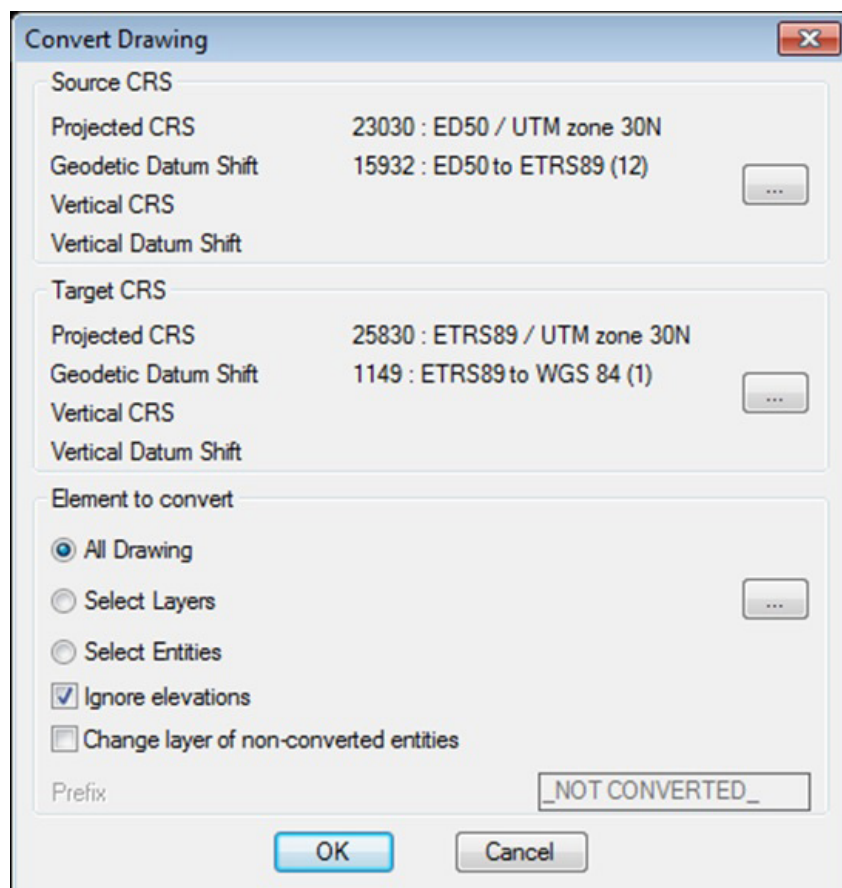 Convert Drawing
Source CRS
Projected CRS 23030 : ED50 / UTM zone 30N
Geodetic Datum Shift 15932 : ED50 to ETRS89 (12)
...
Vertical CRS
Vertical Datum Shift
Target CRS
Projected CRS 25830 : ETRS89 / UTM zone 30N
Geodetic Datum Shift 1149 : ETRS89 to WGS 84 (1)
...
Vertical CRS
Vertical Datum Shift
Element to convert
All Drawing
Select Layers ...
Select Entities
Ignore elevations
Change layer of non-converted entities
Prefix _NOT CONVERTED_
OK Cancel